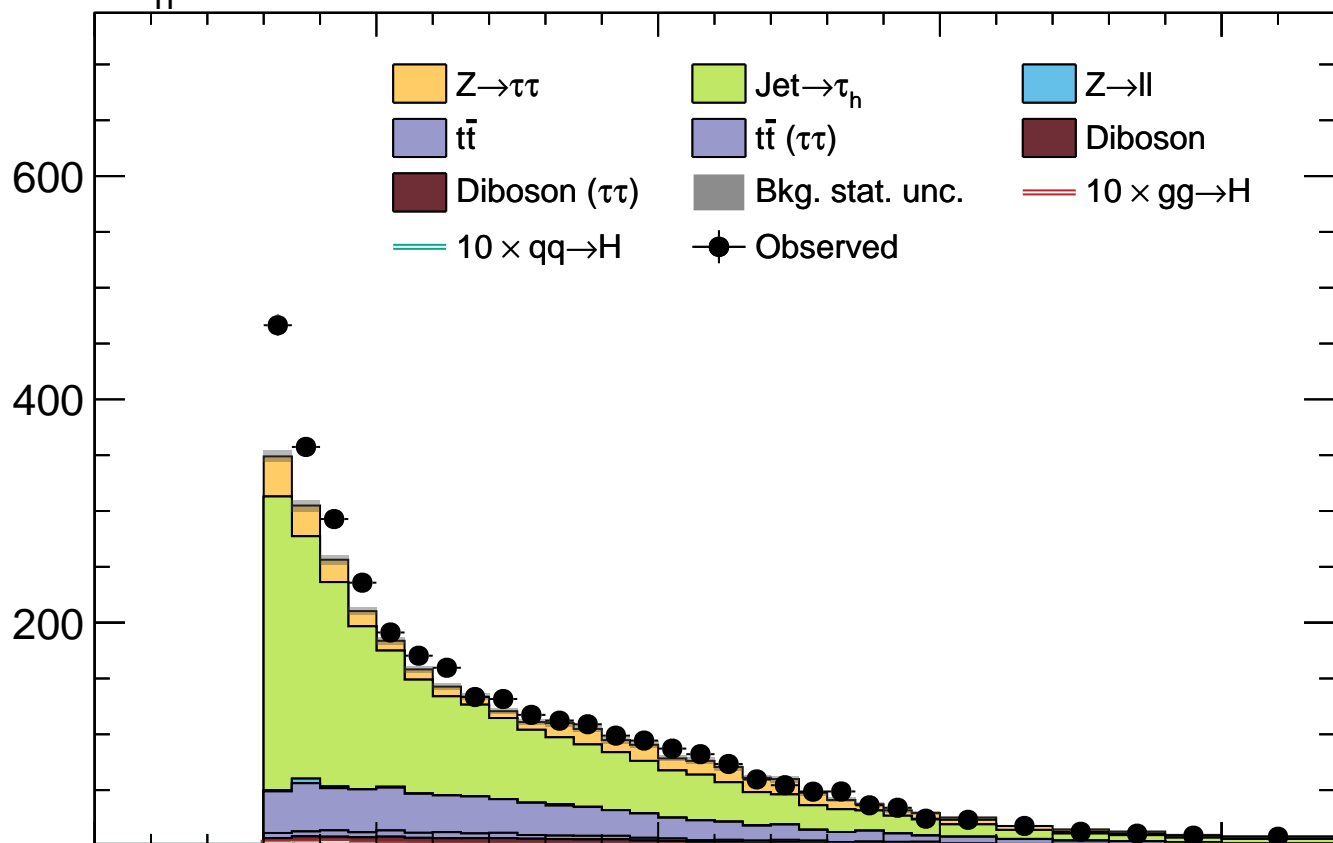 H
Z→ττ Jet→τₕ Z→ll
tt̄ tt̄ (ττ) Diboson
Diboson (ττ) Bkg. stat. unc. 10 × gg→H
10 × qq→H Observed
600
400
200